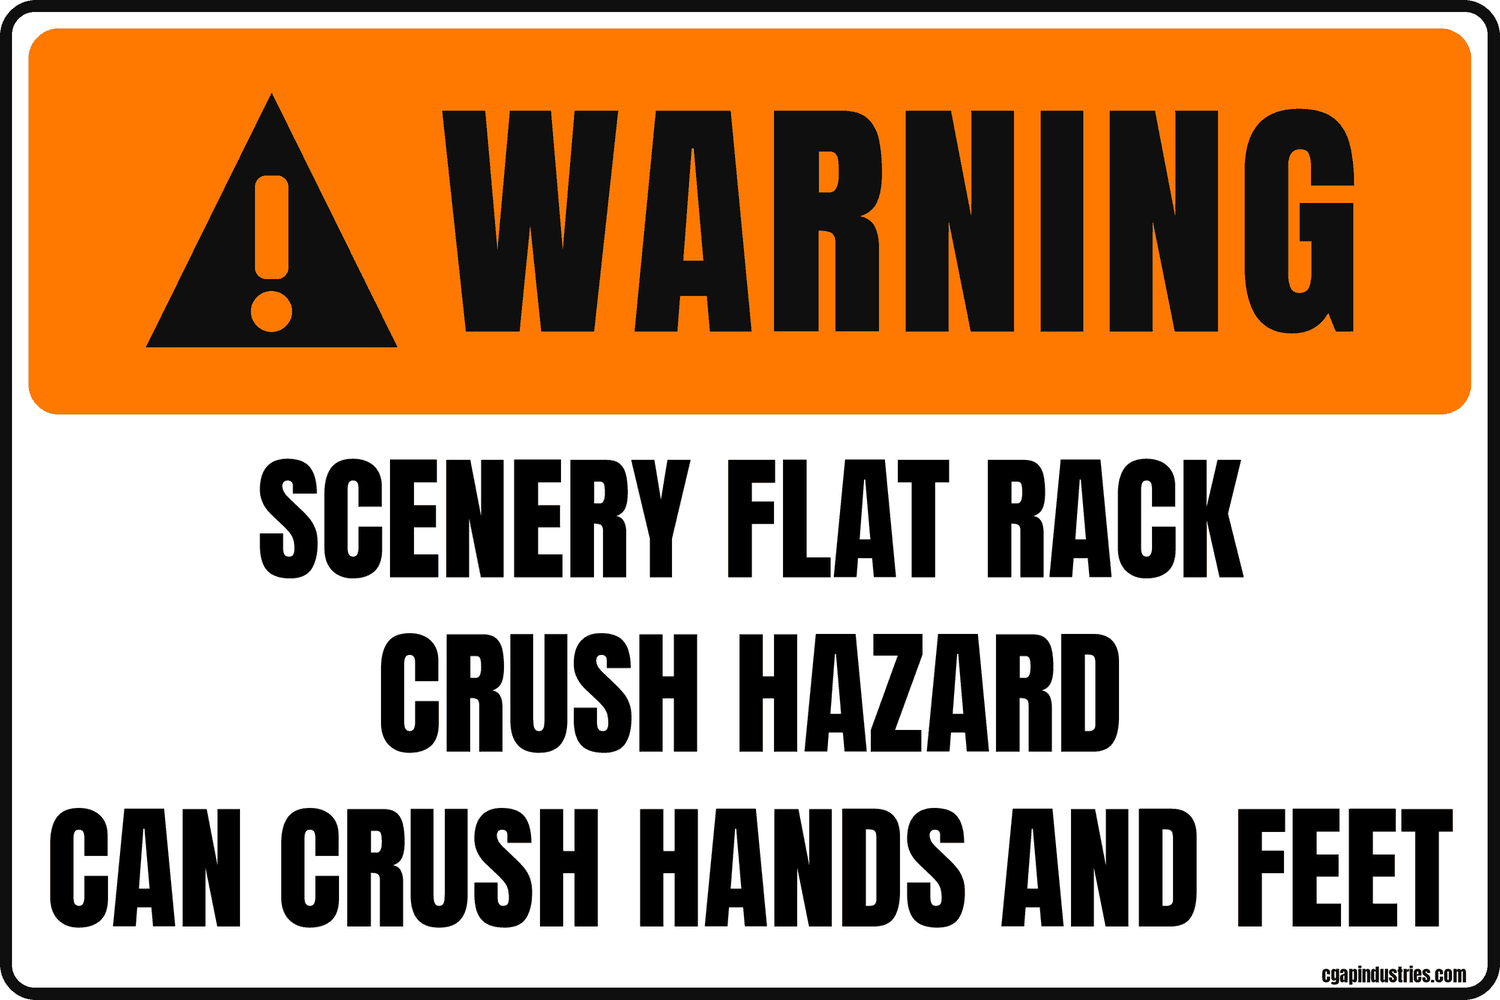 WARNING
SCENERY FLAT RACK
CRUSH HAZARD
CAN CRUSH HANDS AND FEET
cgapindustries.com